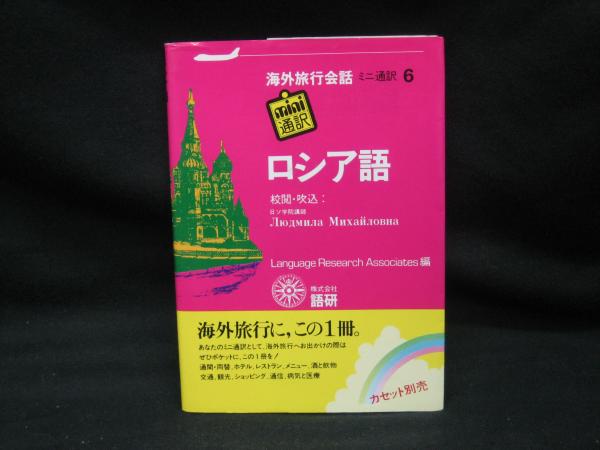 海外旅行会話 ミニ通訳 6
mini
通訳
ロシア語
校閲・吹込：
日ソ学院講師
Людмила Михайловна
Language Research Associates 編
株式会社
語研
海外旅行に，この1冊。
あなたのミニ通訳として、海外旅行へお出かけの際は
ぜひポケットに、この1冊を！
通関・両替、ホテル、レストラン、メニュー、酒と飲物
交通、観光、ショッピング、通信、病気と医療
カセット別売